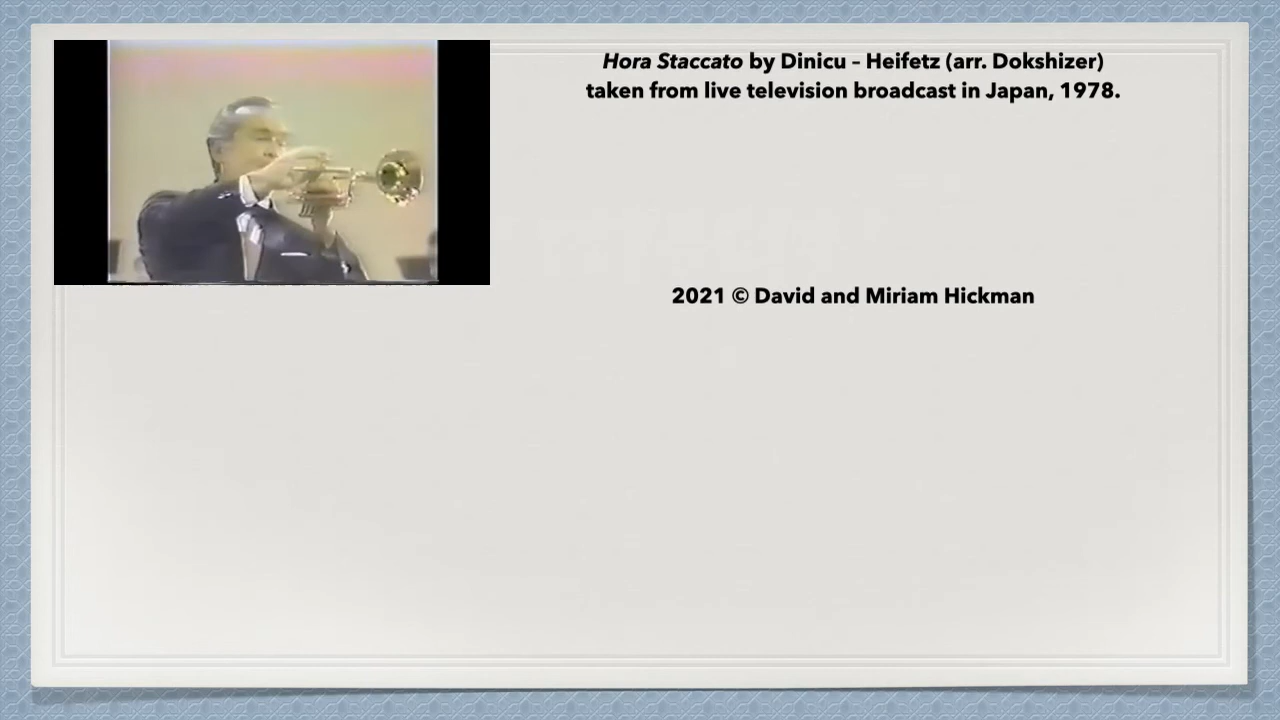 Hora Staccato by Dinicu – Heifetz (arr. Dokshizer)
taken from live television broadcast in Japan, 1978.
2021 © David and Miriam Hickman